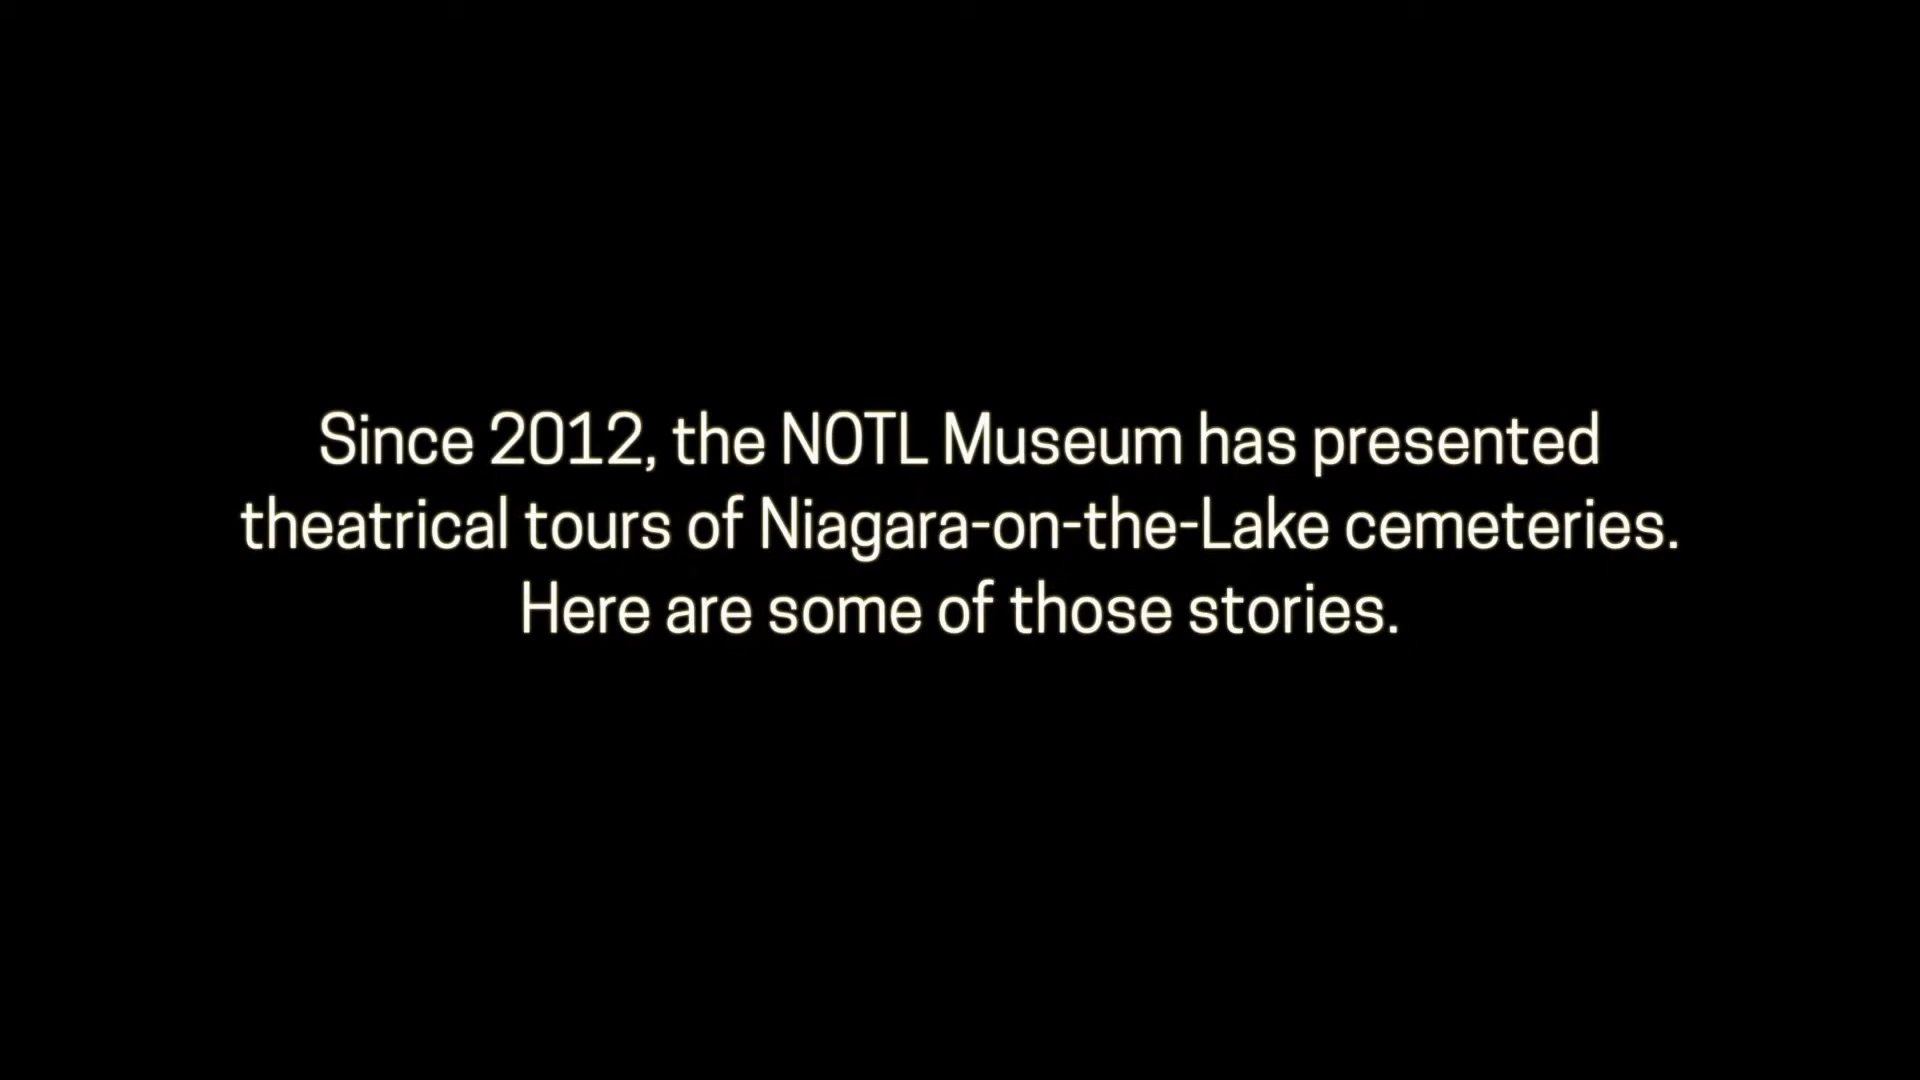 Since 2012, the NOTL Museum has presented
theatrical tours of Niagara-on-the-Lake cemeteries.
Here are some of those stories.